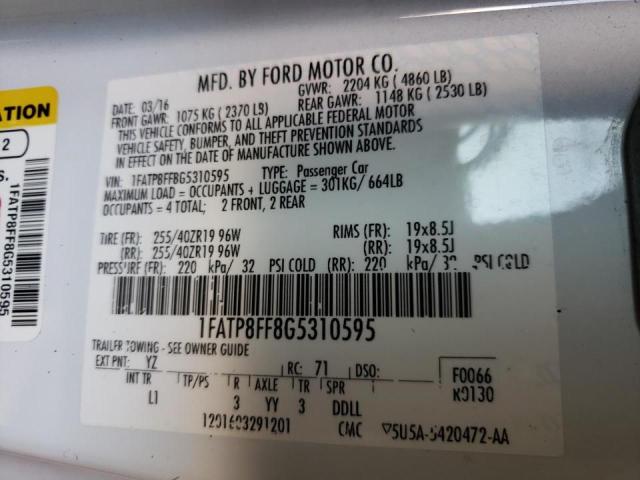 MFD. BY FORD MOTOR CO.
DATE: 03/16 GVWR: 2204 KG ( 4860 LB)
FRONT GAWR: 1075 KG ( 2370 LB) REAR GAWR: 1148 KG ( 2530 LB)
THIS VEHICLE CONFORMS TO ALL APPLICABLE FEDERAL MOTOR
VEHICLE SAFETY, BUMPER, AND THEFT PREVENTION STANDARDS
IN EFFECT ON THE DATE OF MANUFACTURE SHOWN ABOVE.
VIN: 1FATP8FF8G5310595 TYPE: Passenger Car
MAXIMUM LOAD = OCCUPANTS + LUGGAGE = 301KG/ 664LB
OCCUPANTS = 4 TOTAL; 2 FRONT, 2 REAR
TIRE (FR): 255/40ZR19 96W RIMS (FR): 19x8.5J
(RR): 255/40ZR19 96W (RR): 19x8.5J
PRESSURE (FR): 220 kPa/ 32 PSI COLD (RR): 220 kPa/ 32 PSI COLD
1FATP8FF8G5310595
TRAILER TOWING - SEE OWNER GUIDE
EXT PNT: YZ RC: 71 DSO: F0066
INT TR TP/PS R AXLE TR SPR K0130
L1 3 YY 3 DDLL
1201603291201 CMC 5U5A-5420472-AA
ATION
2
S.
1FATP8FF8G5310595